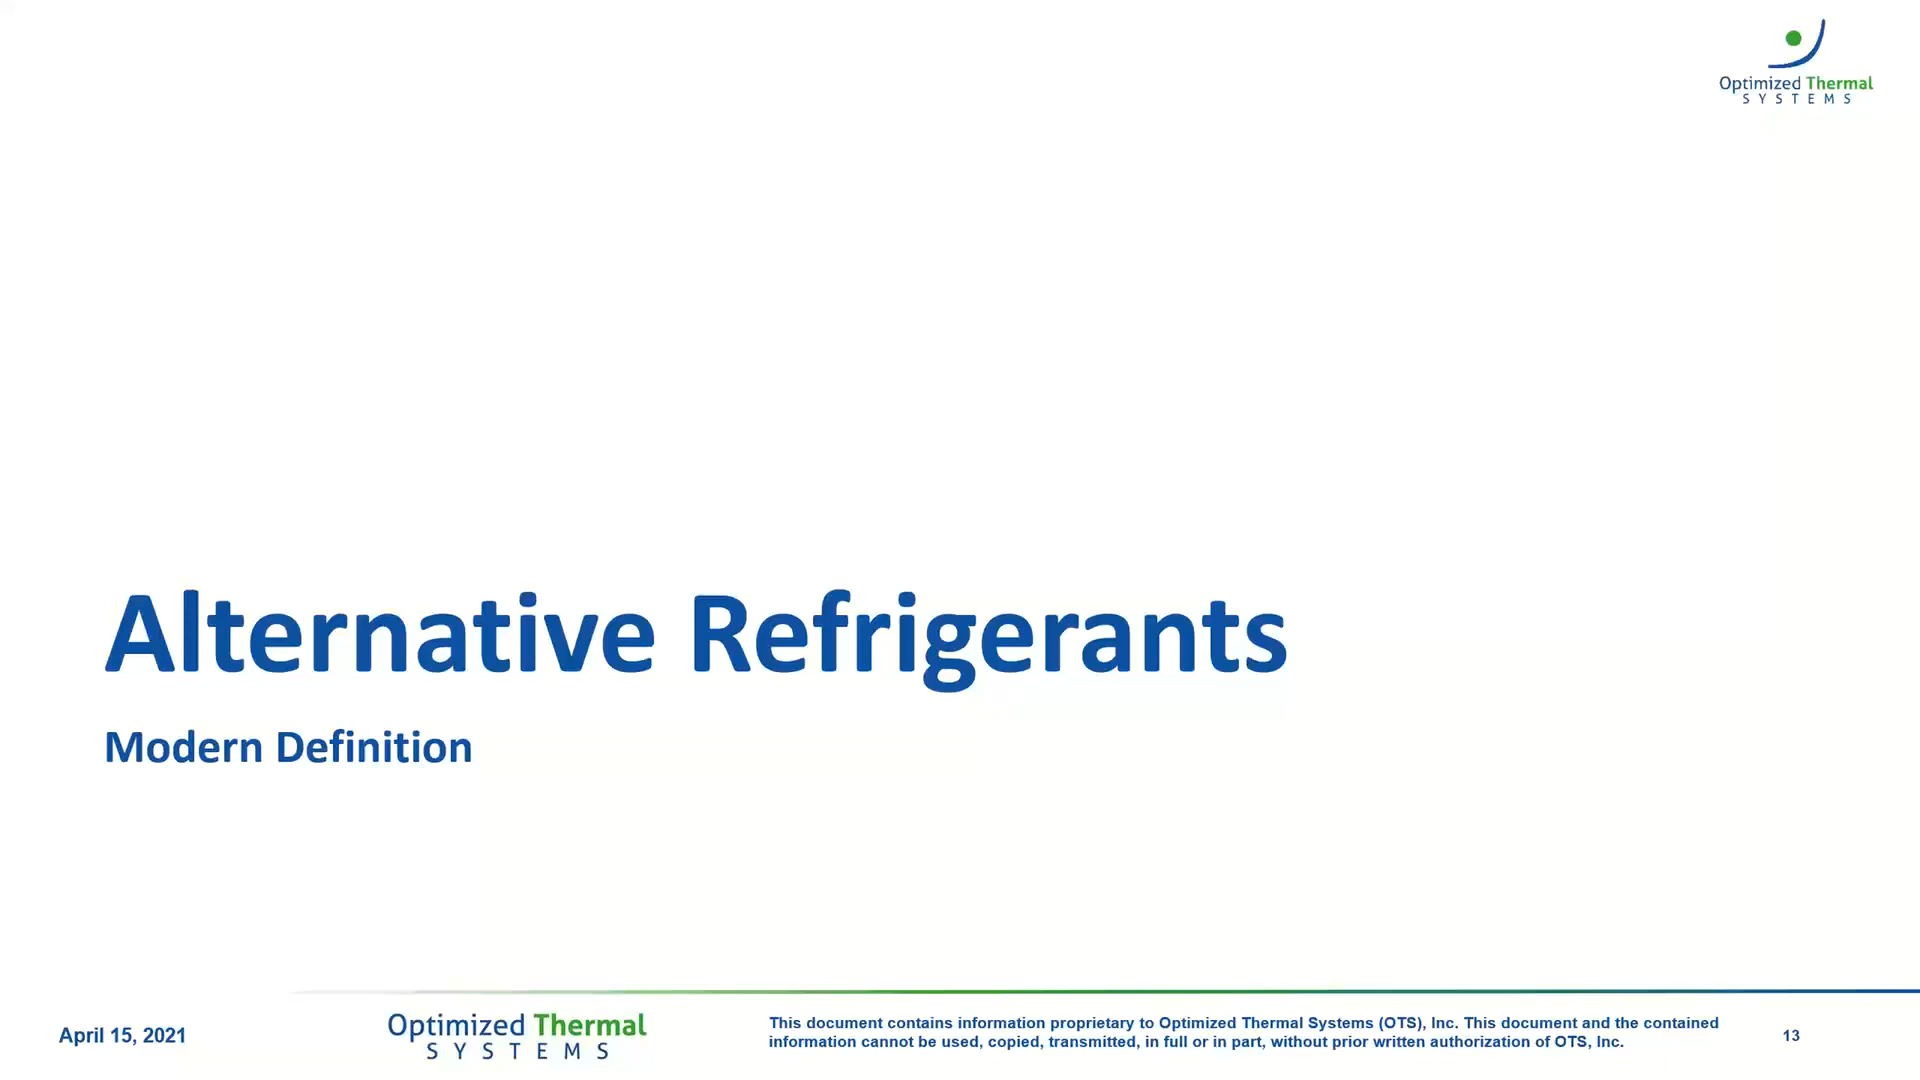 Optimized Thermal
SYSTEMS
Alternative Refrigerants
Modern Definition
April 15, 2021
Optimized Thermal
SYSTEMS
This document contains information proprietary to Optimized Thermal Systems (OTS), Inc. This document and the contained
information cannot be used, copied, transmitted, in full or in part, without prior written authorization of OTS, Inc.
13